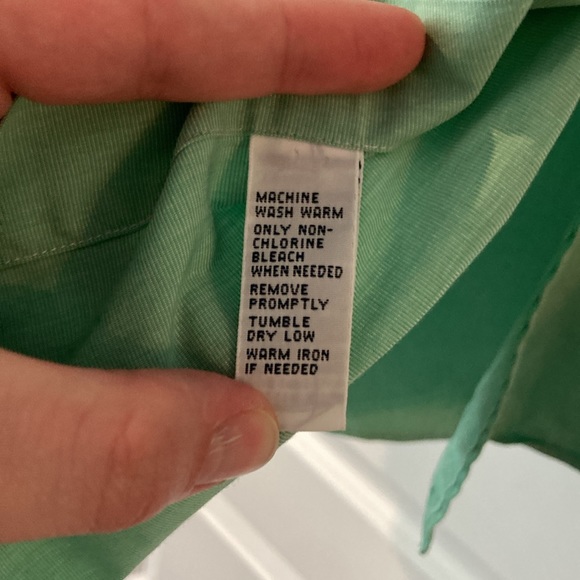 MACHINE
WASH WARM
ONLY NON-
CHLORINE
BLEACH
WHEN NEEDED
REMOVE
PROMPTLY
TUMBLE
DRY LOW
WARM IRON
IF NEEDED